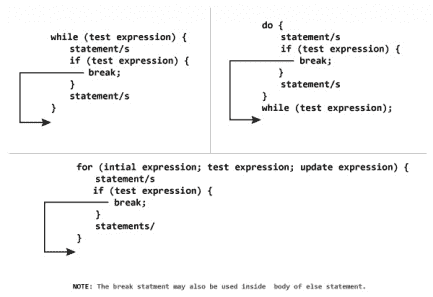 while (test expression) {
statement/s
if (test expression) {
break;
}
statement/s
}
do {
statement/s
if (test expression) {
break;
}
statement/s
}
while (test expression);
for (intial expression; test expression; update expression) {
statement/s
if (test expression) {
break;
}
statements/
}
NOTE: The break statment may also be used inside body of else statement.